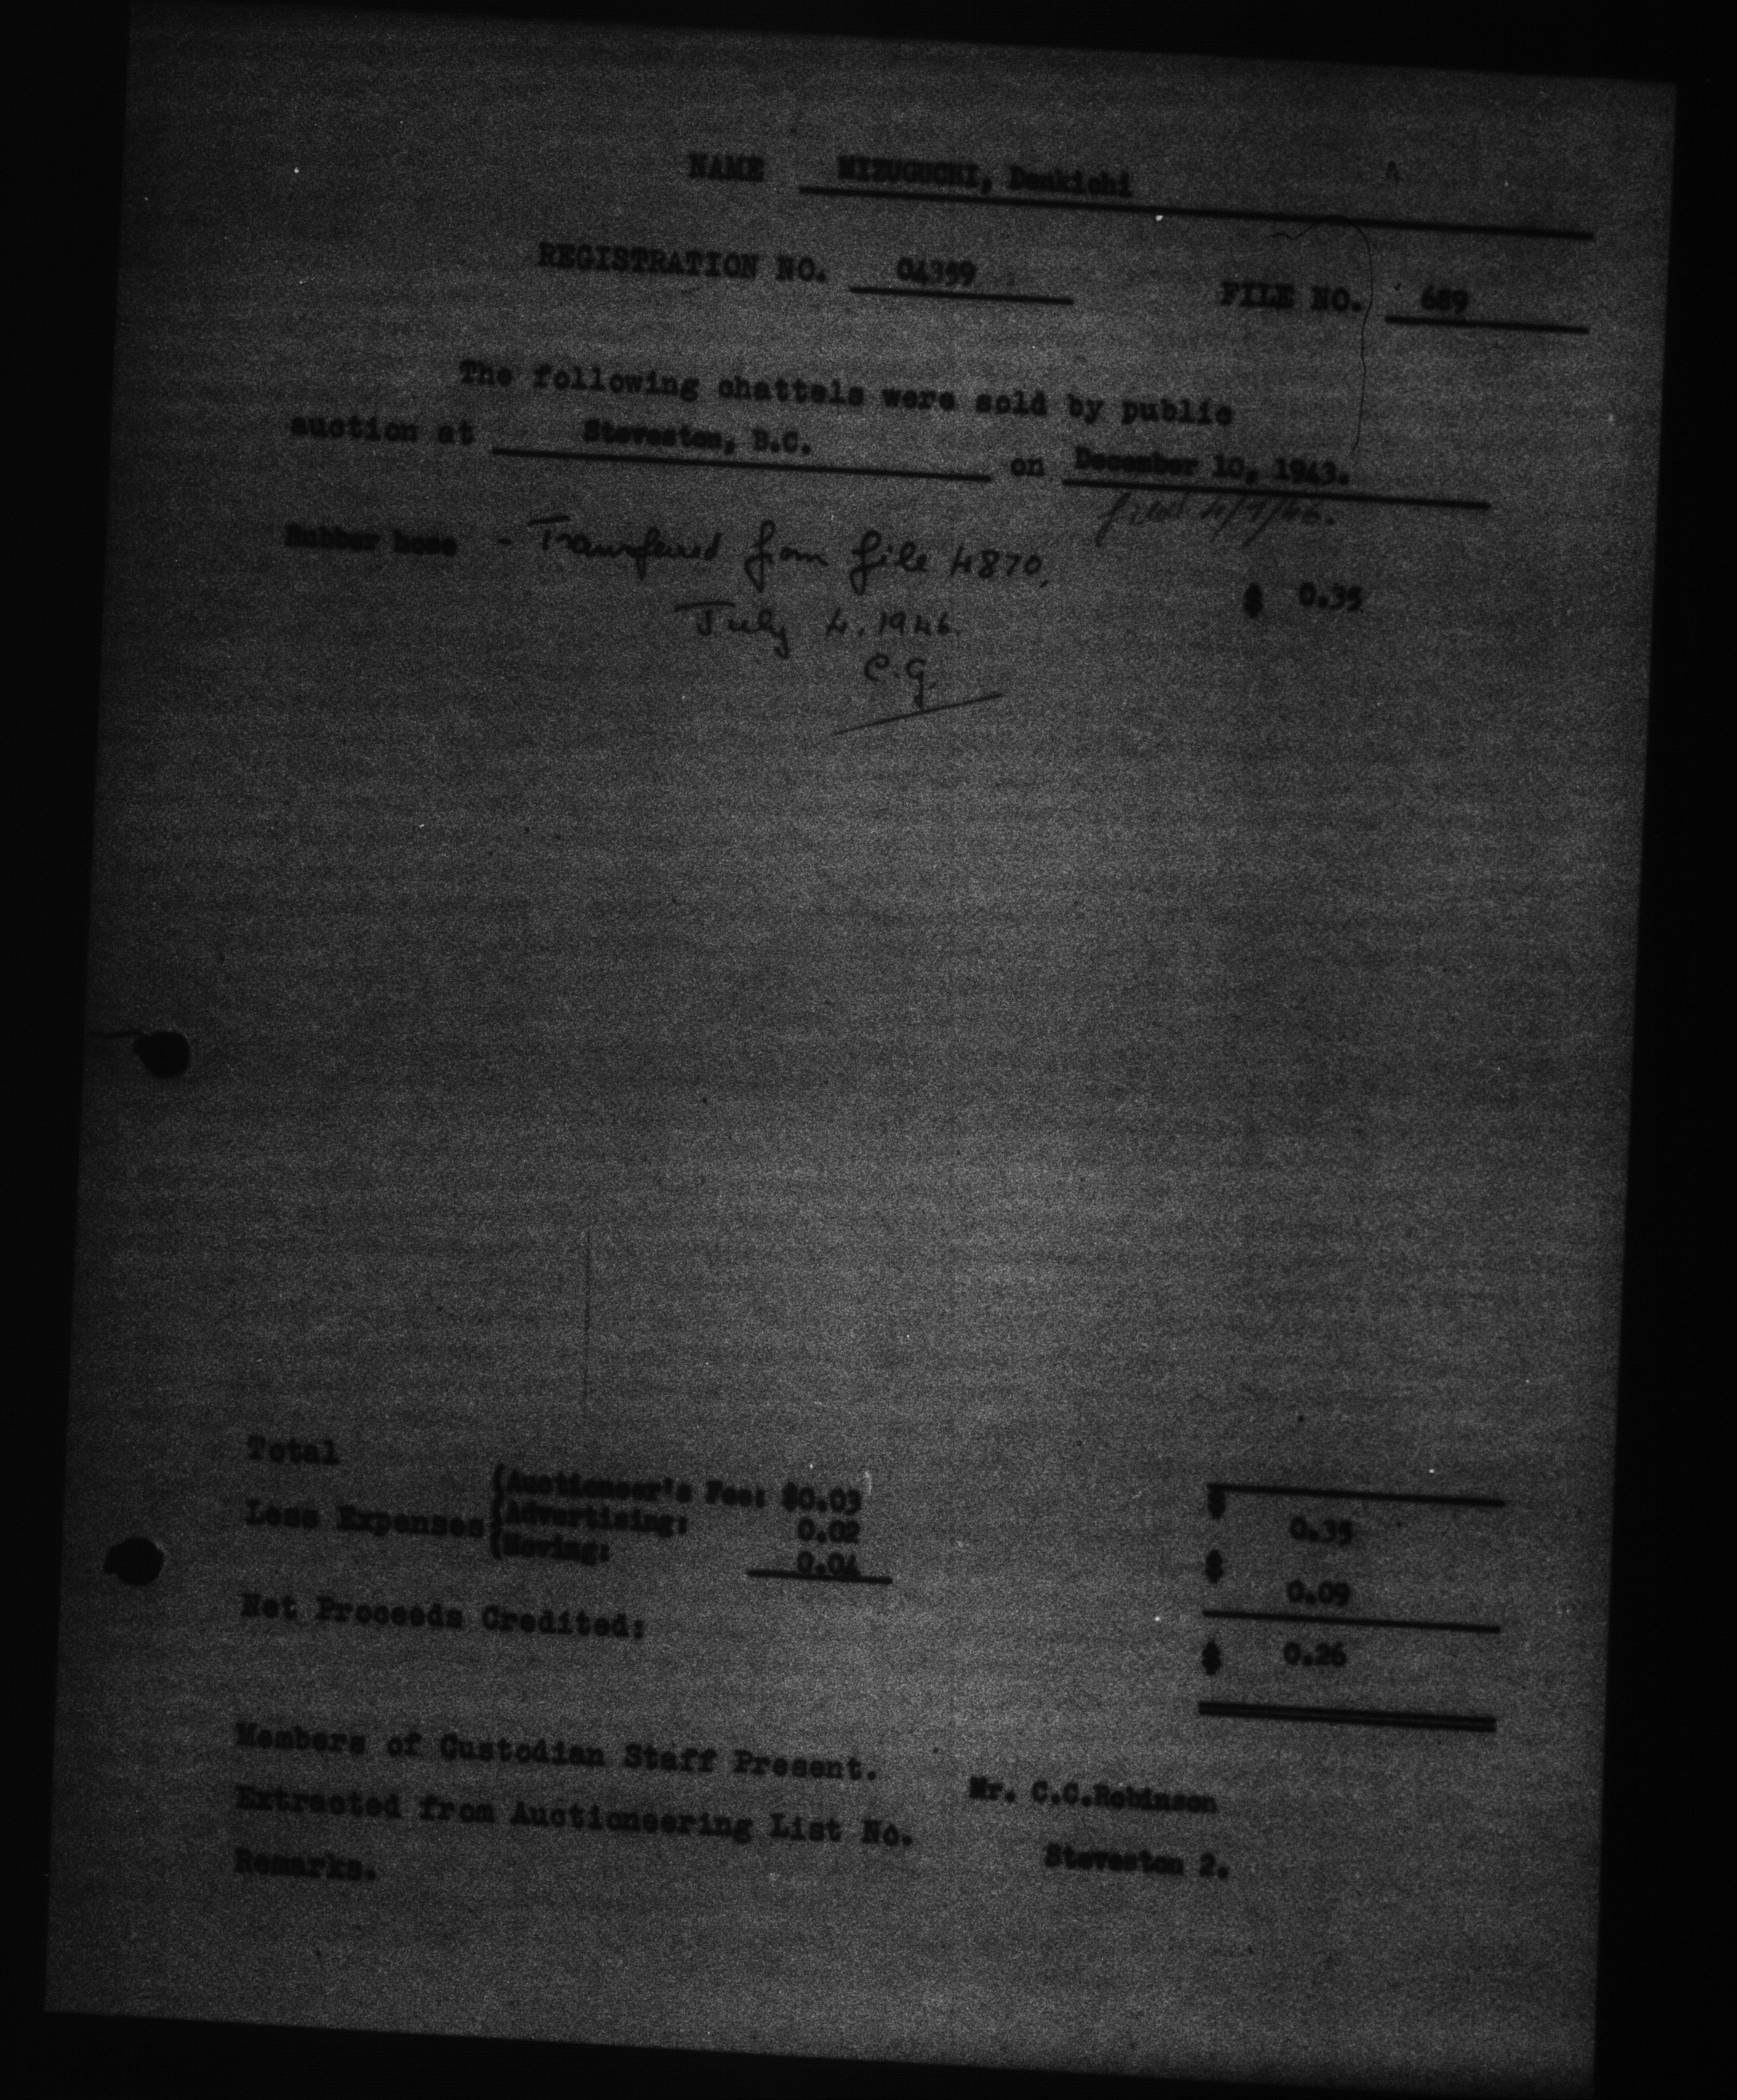 NAME MIZUGUCHI, Denkichi
REGISTRATION NO. 04359 FILE NO. 689
The following chattels were sold by public
auction at Steveston, B.C. on December 10, 1943.
4/7/46.
Rubber hose - Transferred from file 4870, $ 0.35
July 4. 1946.
C.G.
Total $ 0.35
(Auctioneer's Fee: $0.03
Less Expenses (Advertising: 0.02 $ 0.09
(Moving: 0.04
Net Proceeds Credited: $ 0.26
Members of Custodian Staff Present. Mr. C.C.Robinson
Extracted from Auctioneering List No. Steveston 2.
Remarks.